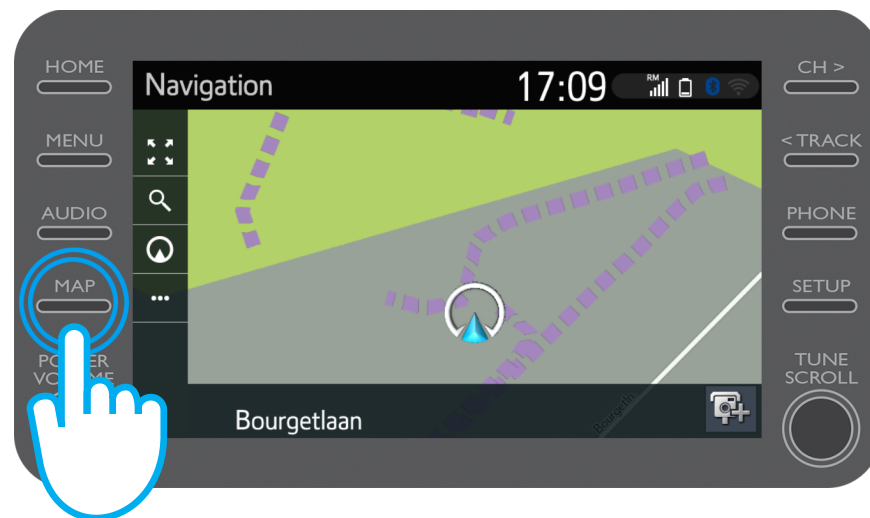 HOME
MENU
AUDIO
MAP
Navigation
17:09
RM
Bourgetlaan
CH >
< TRACK
PHONE
SETUP
TUNE
SCROLL